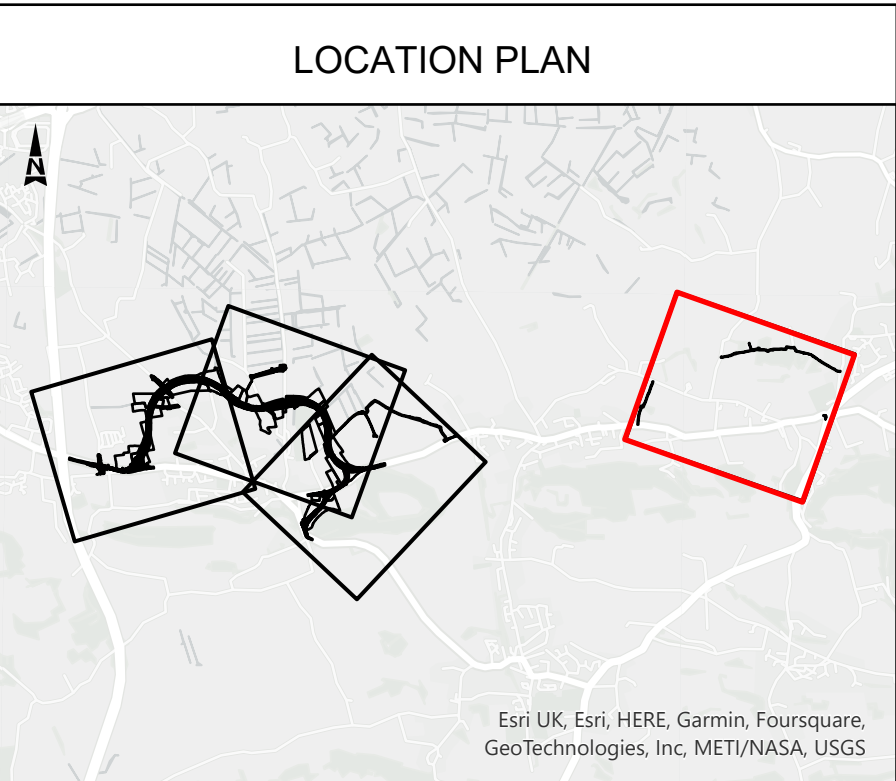 LOCATION PLAN
N
Esri UK, Esri, HERE, Garmin, Foursquare,
GeoTechnologies, Inc, METI/NASA, USGS